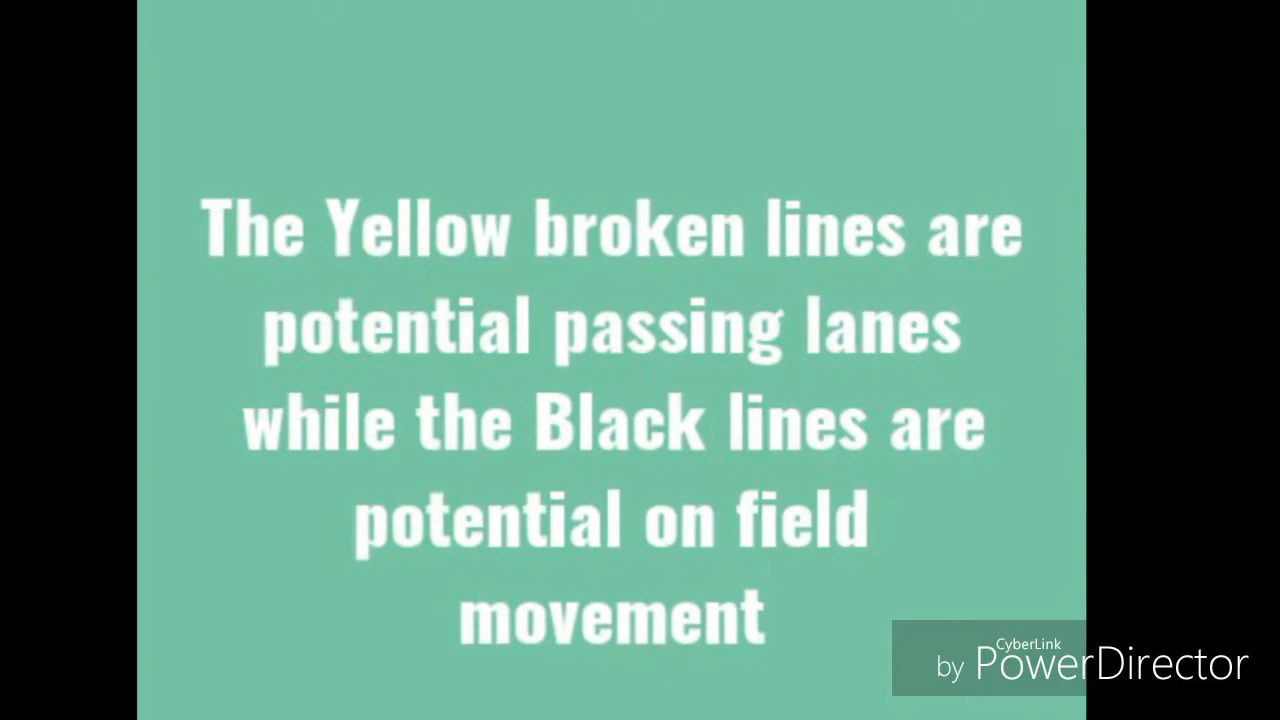 The Yellow broken lines are
potential passing lanes
while the Black lines are
potential on field
movement
CyberLink
by PowerDirector